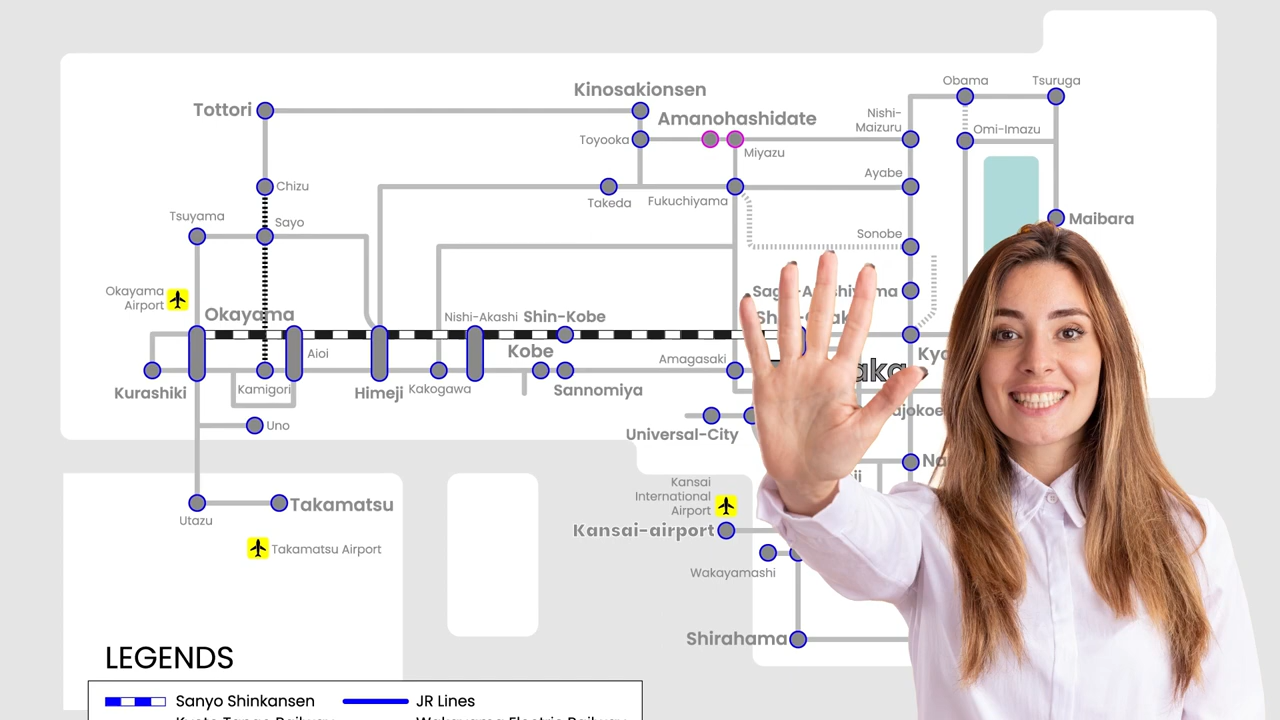 Obama
Tsuruga
Kinosakionsen
Tottori
Amanohashidate
Nishi-
Maizuru
Omi-Imazu
Toyooka
Miyazu
Ayabe
Chizu
Takeda
Fukuchiyama
Tsuyama
Sayo
Maibara
Sonobe
Okayama
Airport
Okayama
Nishi-Akashi
Shin-Kobe
Aioi
Kobe
Amagasaki
Kurashiki
Kamigori
Himeji
Kakogawa
Sannomiya
Uno
Universal-City
Kansai
International
Airport
Takamatsu
Utazu
Kansai-airport
Takamatsu Airport
Wakayamashi
Shirahama
LEGENDS
Sanyo Shinkansen
JR Lines